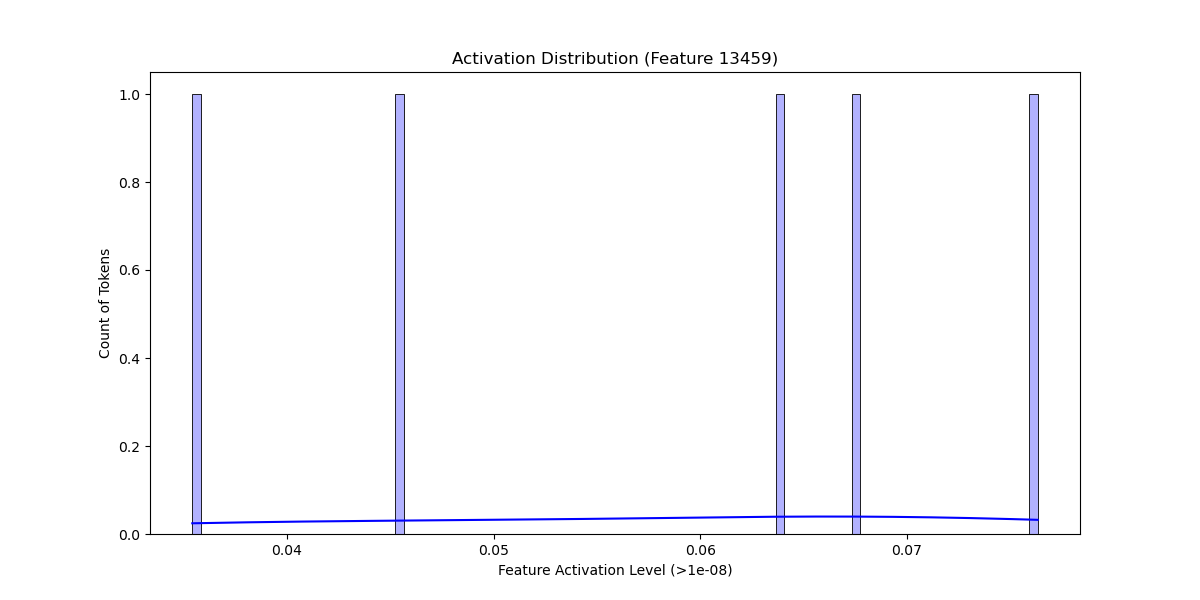 Activation Distribution (Feature 13459)
1.0
0.8
0.6
0.4
0.2
0.0
Count of Tokens
0.04 0.05 0.06 0.07
Feature Activation Level (>1e-08)